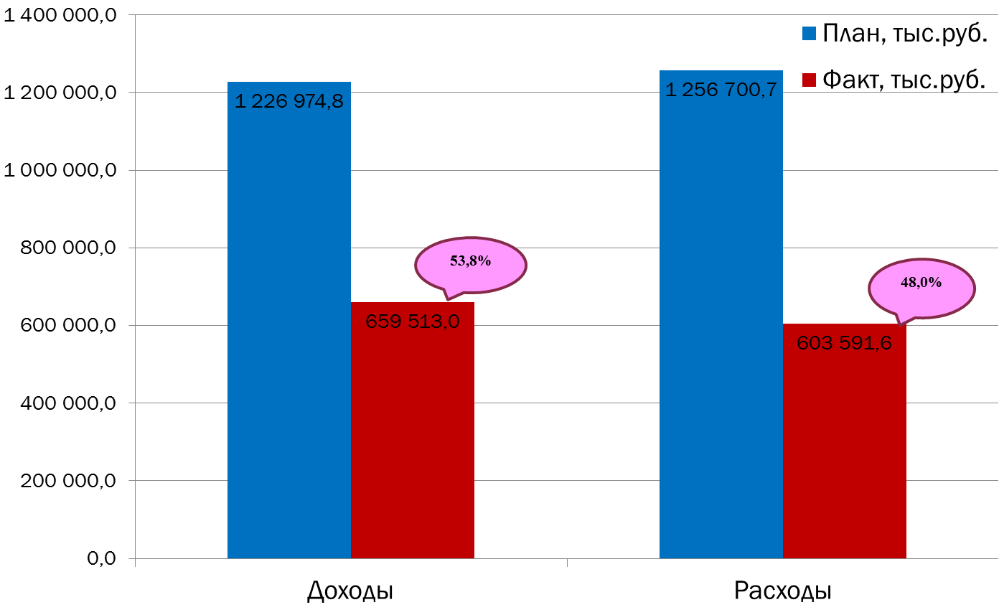 1 400 000,0
1 200 000,0
1 000 000,0
800 000,0
600 000,0
400 000,0
200 000,0
0,0
План, тыс.руб.
Факт, тыс.руб.
1 226 974,8
1 256 700,7
53,8%
48,0%
659 513,0
603 591,6
Доходы
Расходы